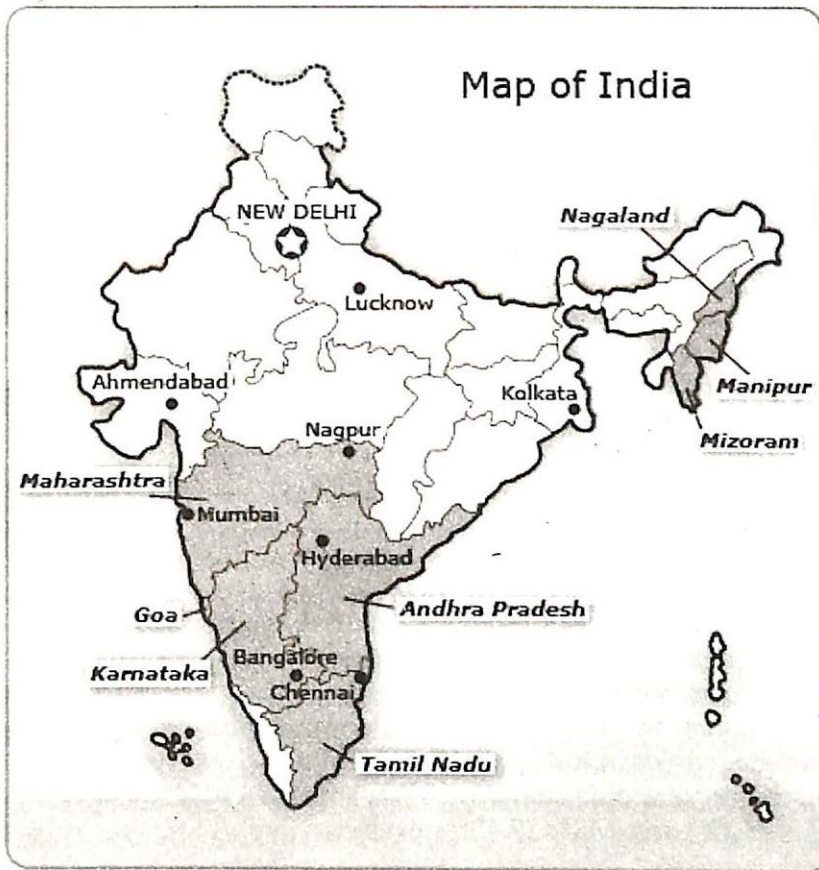 Map of India
NEW DELHI
Nagaland
Lucknow
Ahmendabad
Kolkata
Manipur
Nagpur
Mizoram
Maharashtra
Mumbai
Hyderabad
Goa
Andhra Pradesh
Bangalore
Karnataka
Chennai
Tamil Nadu